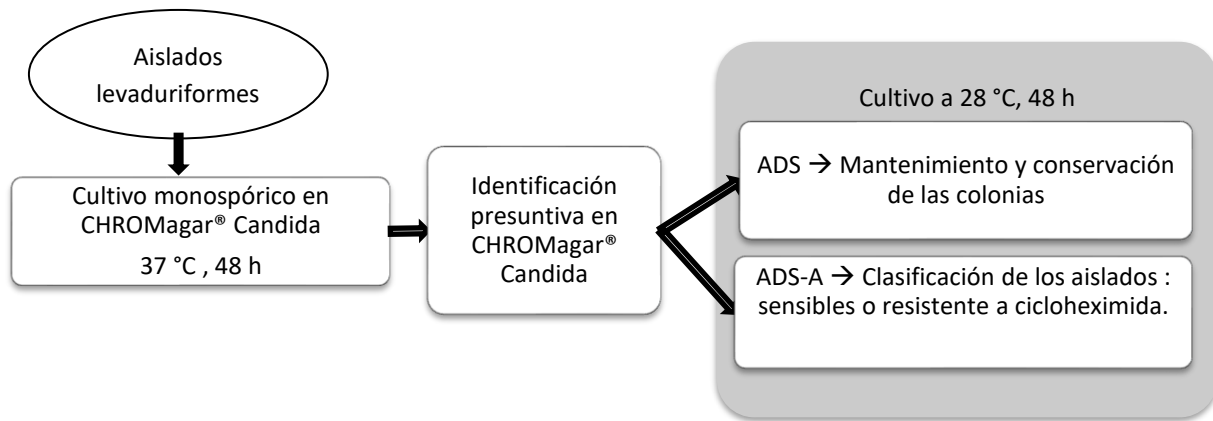 Aislados
levaduriformes
Cultivo monospórico en
CHROMagar® Candida
37 °C , 48 h
Identificación
presuntiva en
CHROMagar®
Candida
Cultivo a 28 °C, 48 h
ADS → Mantenimiento y conservación
de las colonias
ADS-A → Clasificación de los aislados :
sensibles o resistente a cicloheximida.